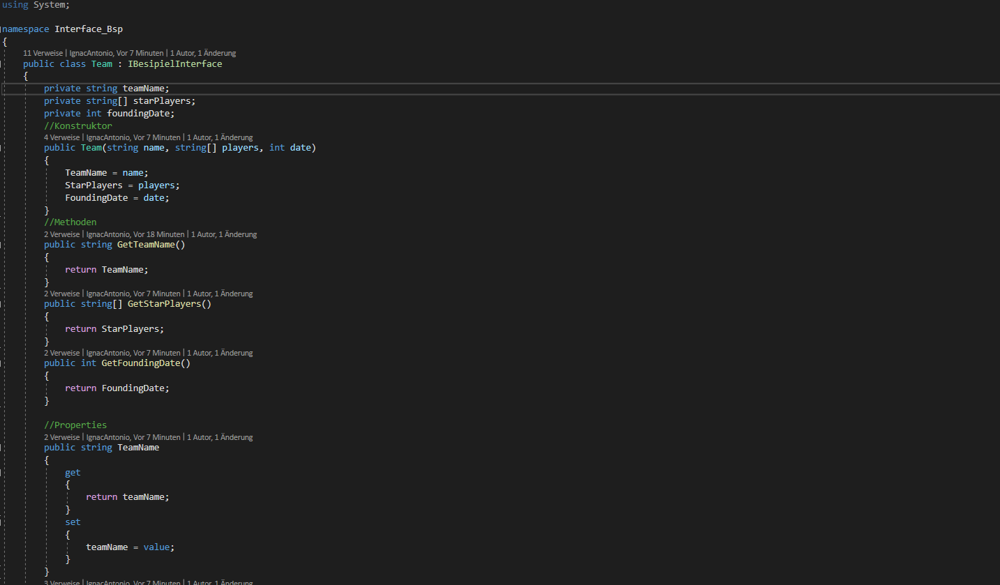 using System;
namespace Interface_Bsp
{
11 Verweise | IgnacAntonio, Vor 7 Minuten | 1 Autor, 1 Änderung
public class Team : IBesipielInterface
{
private string teamName;
private string[] starPlayers;
private int foundingDate;
//Konstruktor
4 Verweise | IgnacAntonio, Vor 7 Minuten | 1 Autor, 1 Änderung
public Team(string name, string[] players, int date)
{
TeamName = name;
StarPlayers = players;
FoundingDate = date;
}
//Methoden
2 Verweise | IgnacAntonio, Vor 18 Minuten | 1 Autor, 1 Änderung
public string GetTeamName()
{
return TeamName;
}
2 Verweise | IgnacAntonio, Vor 7 Minuten | 1 Autor, 1 Änderung
public string[] GetStarPlayers()
{
return StarPlayers;
}
2 Verweise | IgnacAntonio, Vor 7 Minuten | 1 Autor, 1 Änderung
public int GetFoundingDate()
{
return FoundingDate;
}
//Properties
2 Verweise | IgnacAntonio, Vor 7 Minuten | 1 Autor, 1 Änderung
public string TeamName
{
get
{
return teamName;
}
set
{
teamName = value;
}
}
3 Verweise | IgnacAntonio, Vor 7 Minuten | 1 Autor, 1 Änderung